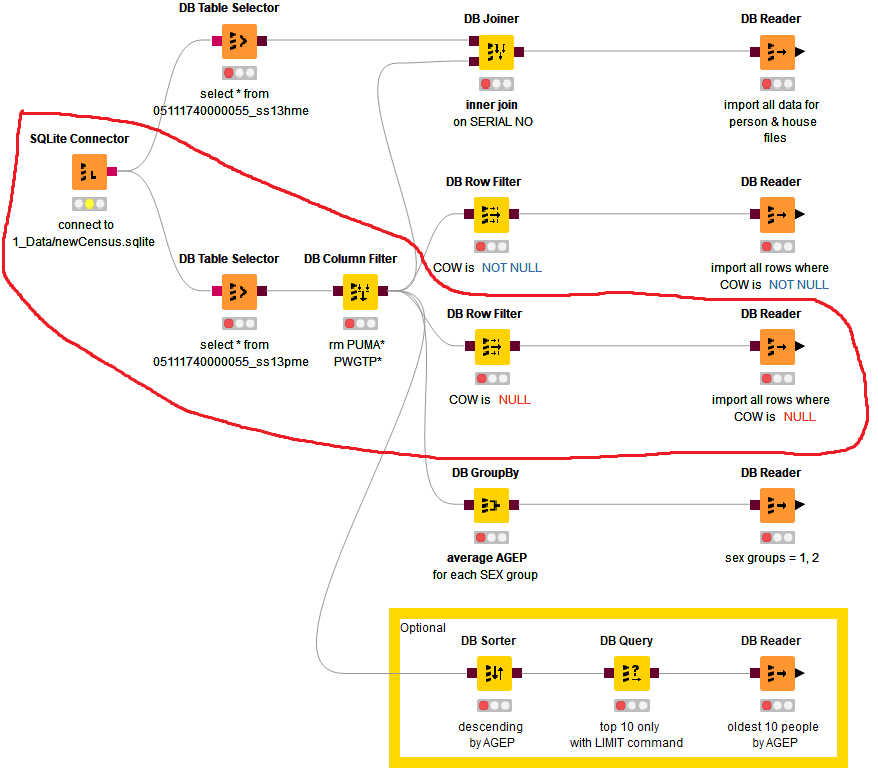 DB Table Selector
select * from
05111740000055_ss13hme
DB Joiner
inner join
on SERIAL NO
DB Reader
import all data for
person & house
files
SQLite Connector
connect to
1_Data/newCensus.sqlite
DB Row Filter
COW is NOT NULL
DB Reader
import all rows where
COW is NOT NULL
DB Table Selector
select * from
05111740000055_ss13pme
DB Column Filter
rm PUMA*
PWGTP*
DB Row Filter
COW is NULL
DB Reader
import all rows where
COW is NULL
DB GroupBy
average AGEP
for each SEX group
DB Reader
sex groups = 1, 2
Optional
DB Sorter
descending
by AGEP
DB Query
?
top 10 only
with LIMIT command
DB Reader
oldest 10 people
by AGEP